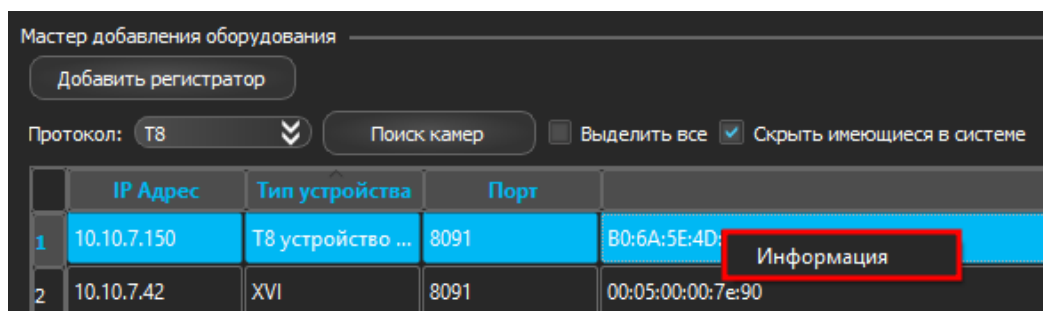 Мастер добавления оборудования
Добавить регистратор
Протокол: T8 Поиск камер Выделить все Скрыть имеющиеся в системе
IP Адрес Тип устройства Порт
1 10.10.7.150 T8 устройство ... 8091 B0:6A:5E:4D: Информация
2 10.10.7.42 XVI 8091 00:05:00:00:7e:90